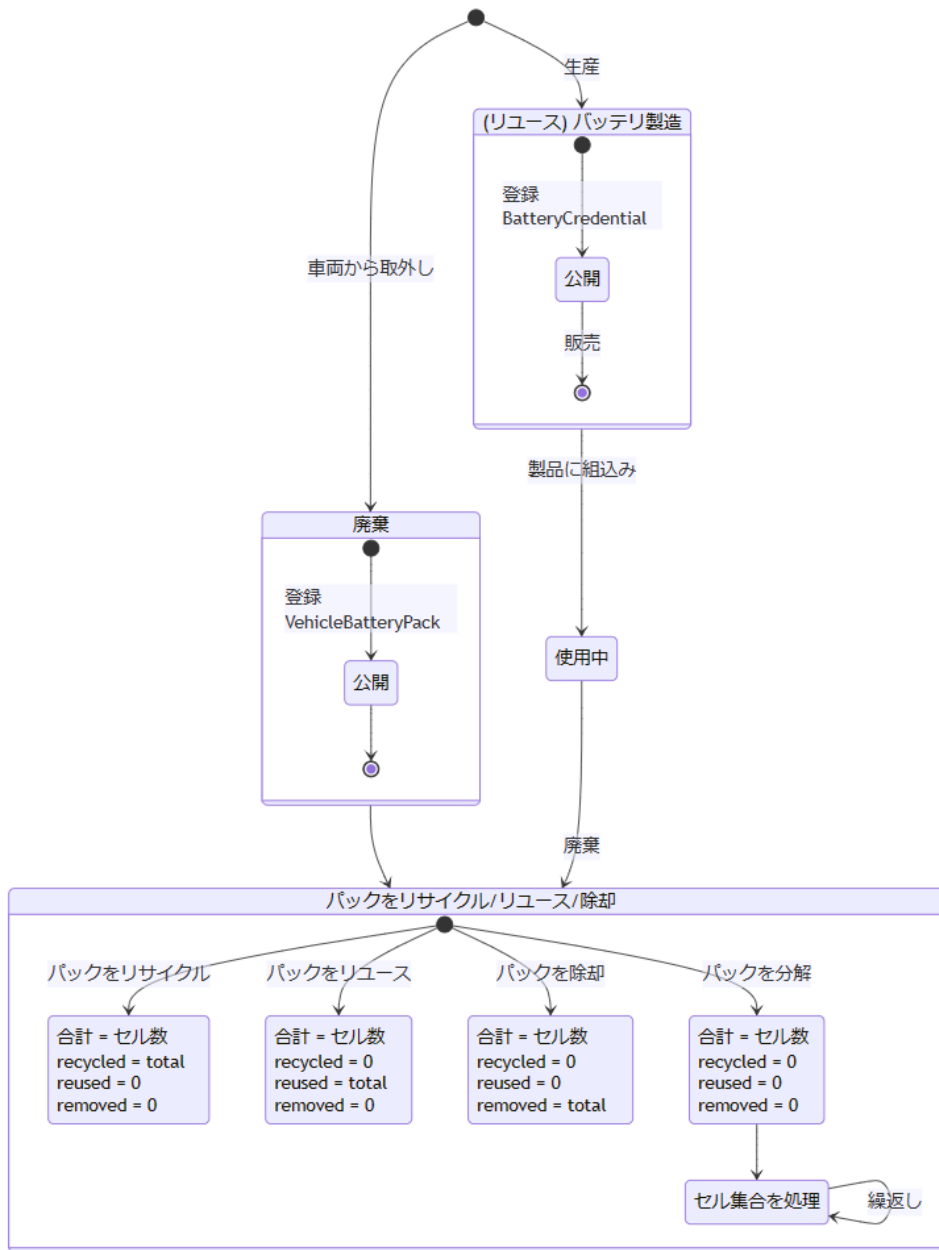 生産
(リユース) バッテリ製造
登録
BatteryCredential
車両から取外し
公開
販売
製品に組込み
廃棄
登録
VehicleBatteryPack
使用中
公開
廃棄
パックをリサイクル/リユース/除却
パックをリサイクル
パックをリユース
パックを除却
パックを分解
合計 = セル数
recycled = total
reused = 0
removed = 0
合計 = セル数
recycled = 0
reused = total
removed = 0
合計 = セル数
recycled = 0
reused = 0
removed = total
合計 = セル数
recycled = 0
reused = 0
removed = 0
セル集合を処理
繰返し